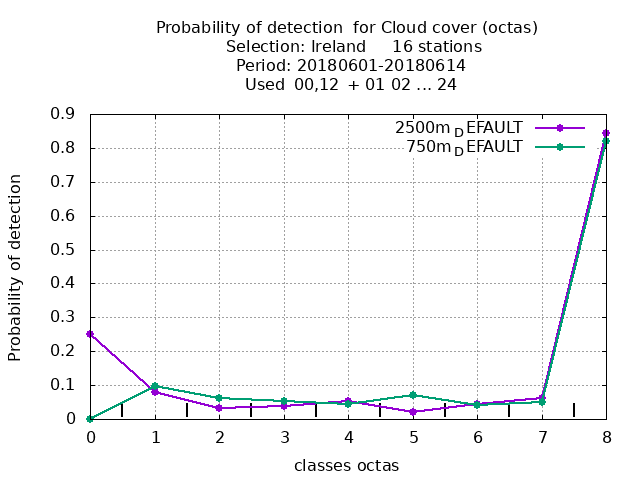 Probability of detection  for Cloud cover (octas)
Selection: Ireland     16 stations
Period: 20180601-20180614
Used  00,12  + 01 02 ... 24
2500m_DEFAULT
750m_DEFAULT
0.9
0.8
0.7
0.6
0.5
0.4
0.3
0.2
0.1
0
Probability of detection
0 1 2 3 4 5 6 7 8
classes octas